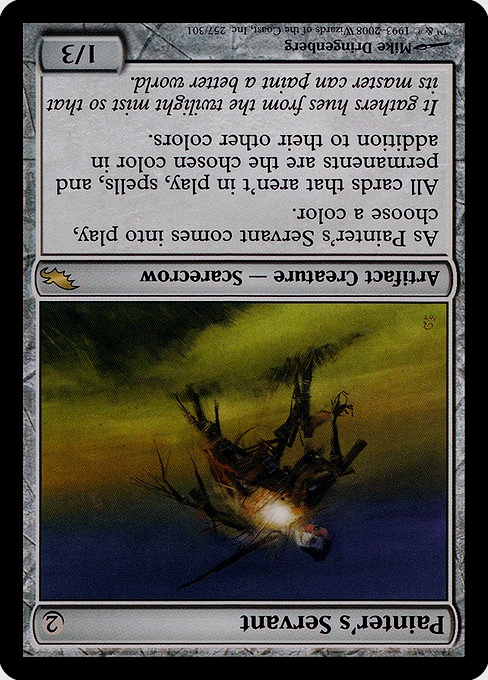 Painter's Servant 2
Artifact Creature — Scarecrow
As Painter's Servant comes into play,
choose a color.
All cards that aren't in play, spells, and
permanents are the chosen color in
addition to their other colors.
It gathers hues from the twilight mist so that
its master can paint a better world.
1/3
Mike Dringenberg
™ & © 1993–2008 Wizards of the Coast, Inc. 257/301